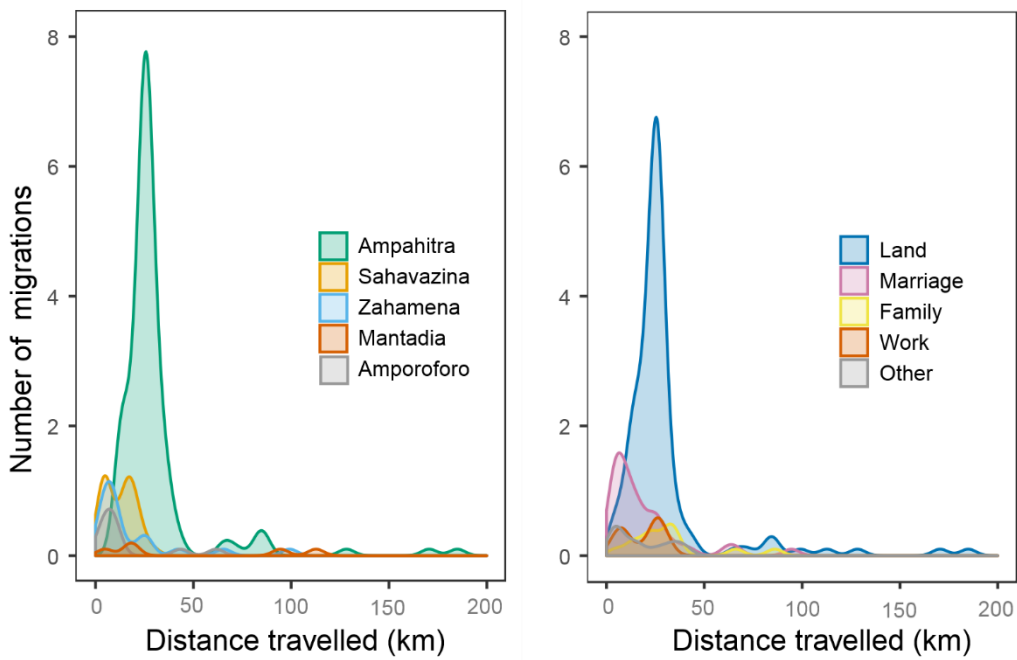 Number of migrations
8
6
4
2
0
0
50
100
150
200
Distance travelled (km)
Ampahitra
Sahavazina
Zahamena
Mantadia
Amporoforo
8
6
4
2
0
0
50
100
150
200
Distance travelled (km)
Land
Marriage
Family
Work
Other